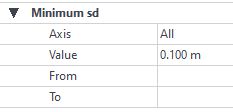 Minimum sd
Axis All
Value 0.100 m
From
To